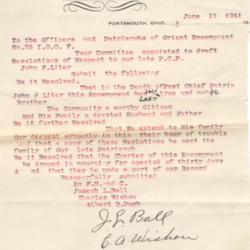 PORTSMOUTH, OHIO, June 19 1941
To the Officers and Patriarchs of Orient Encampment
No.26 I.O.O.F.
Your Committee appointed to draft
Resolutions of Respect to our late P.C.P.
John F.Liter
Submit the following
Be it Resolved.
That in the Death of Past Chief Patriarch
John F Liter this Encampment has lost true and noble
Brother
The Community a worthy Citizen
And His Family a devoted Husband and Father
Be it further Resolved
That We extend to His family
Our deepest sympathy in this their hour of trouble
and that a copy of these Resolutions be sent the
Family of Our late Patriarch
Be it Resolved that the Charter of this Encampment
be draped in mourning for a period of thirty days
and that they be made a part of our Record
Respectfully submitted
In F.H.and C.
Joseph L.Ball
Charles Wishon
Albert D.
J L Ball
C. A. Wishon